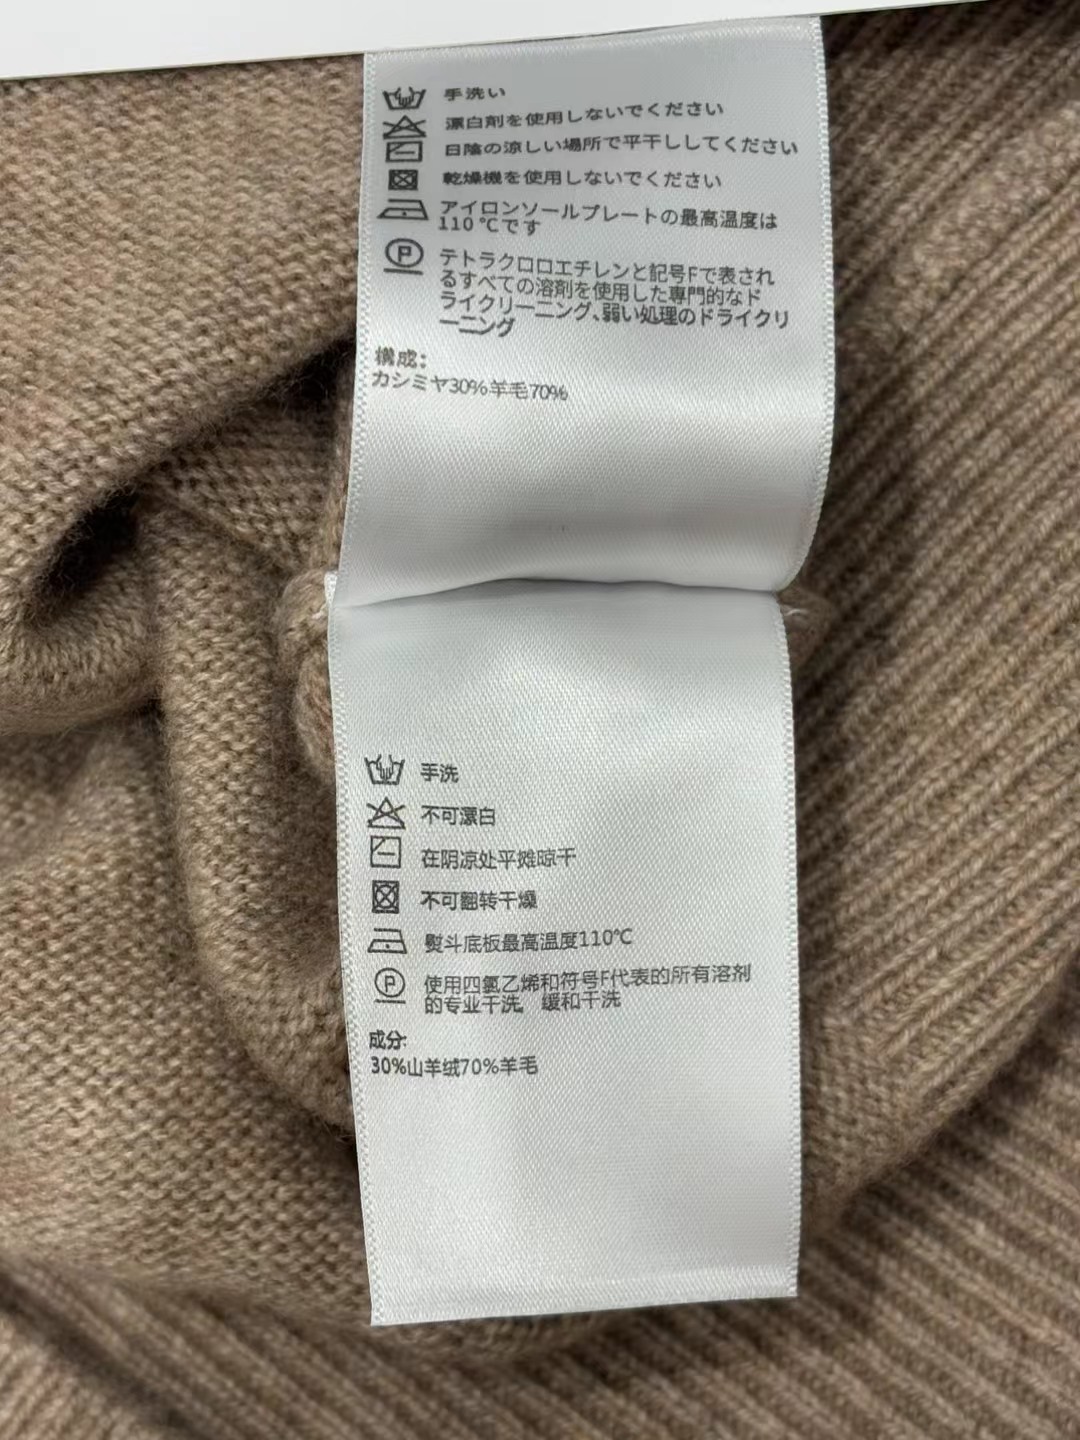 手洗い
漂白剤を使用しないでください
日陰の涼しい場所で平干ししてください
乾燥機を使用しないでください
アイロンソールプレートの最高温度は
110℃です
P
テトラクロロエチレンと記号Fで表され
るすべての溶剤を使用した専門的なド
ライクリーニング、弱い処理のドライクリ
ーニング
構成:
カシミヤ30%羊毛70%
手洗
不可漂白
在阴凉处平摊晾干
不可翻转干燥
熨斗底板最高温度110℃
P
使用四氯乙烯和符号F代表的所有溶剂
的专业干洗，缓和干洗
成分:
30%山羊绒70%羊毛